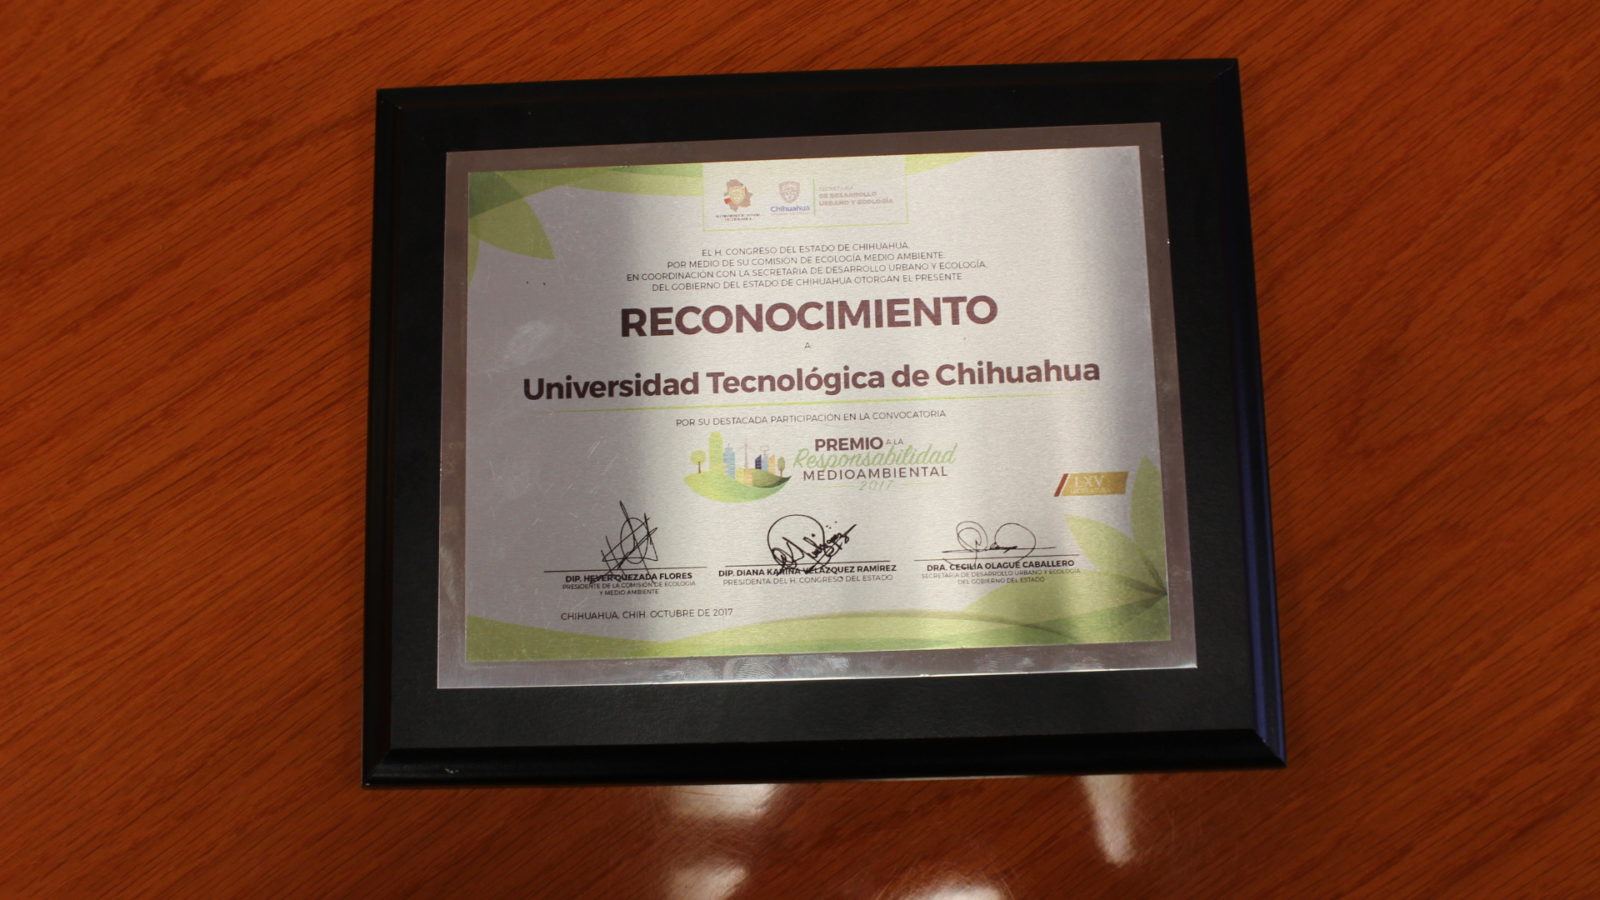 Chihuahua
SECRETARÍA
DE DESARROLLO
URBANO Y ECOLOGÍA
EL H. CONGRESO DEL ESTADO DE CHIHUAHUA,
POR MEDIO DE SU COMISIÓN DE ECOLOGÍA MEDIO AMBIENTE.
EN COORDINACIÓN CON LA SECRETARIA DE DESARROLLO URBANO Y ECOLOGÍA,
DEL GOBIERNO DEL ESTADO DE CHIHUAHUA OTORGAN EL PRESENTE
RECONOCIMIENTO
A:
Universidad Tecnológica de Chihuahua
POR SU DESTACADA PARTICIPACIÓN EN LA CONVOCATORIA
PREMIO A LA
Responsabilidad
MEDIOAMBIENTAL
2017
LXV
DIP. HEVER QUEZADA FLORES
PRESIDENTE DE LA COMISIÓN DE ECOLOGÍA
Y MEDIO AMBIENTE
DIP. DIANA KARINA VELÁZQUEZ RAMÍREZ
PRESIDENTA DEL H. CONGRESO DEL ESTADO
DRA. CECILIA OLAGUE CABALLERO
SECRETARIA DE DESARROLLO URBANO Y ECOLOGÍA
DEL GOBIERNO DEL ESTADO
CHIHUAHUA, CHIH. OCTUBRE DE 2017